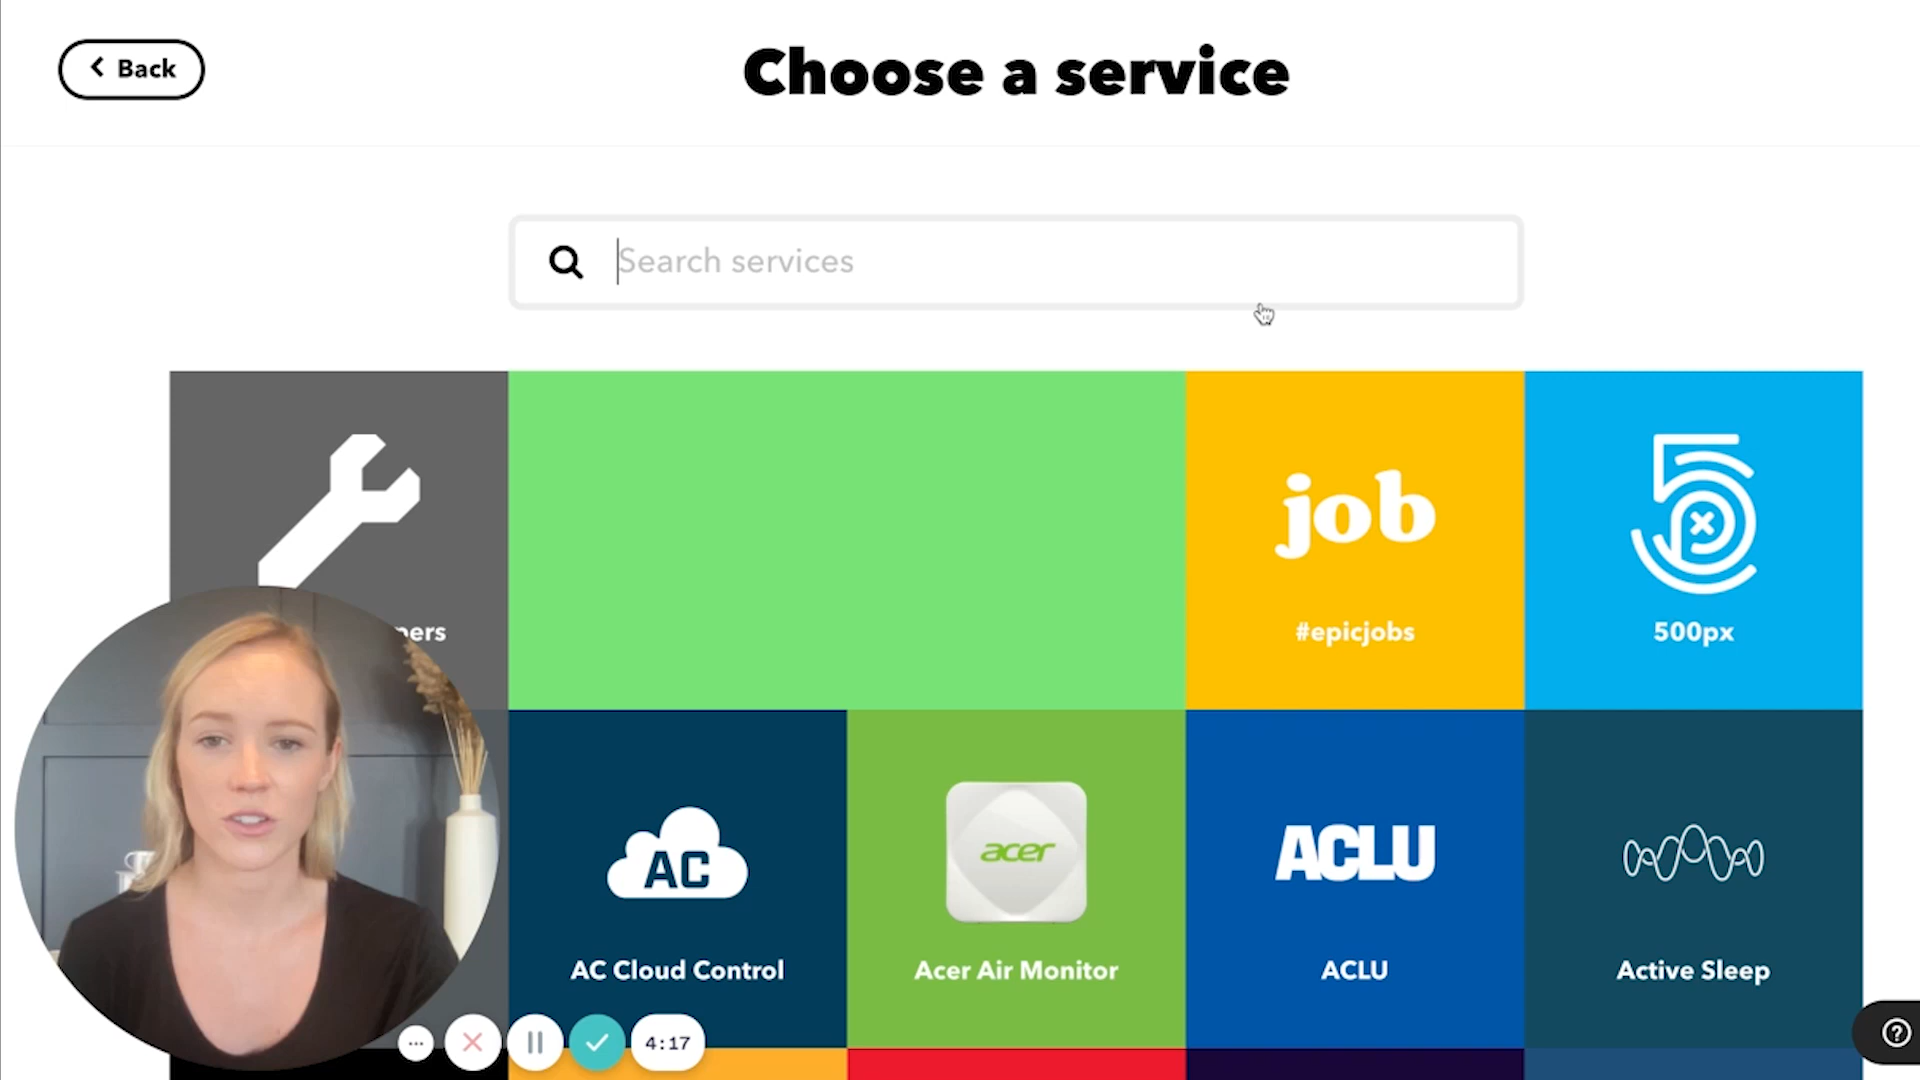 Back
Choose a service
Search services
job
#epicjobs
500px
AC
AC Cloud Control
acer
Acer Air Monitor
ACLU
ACLU
Active Sleep
4:17